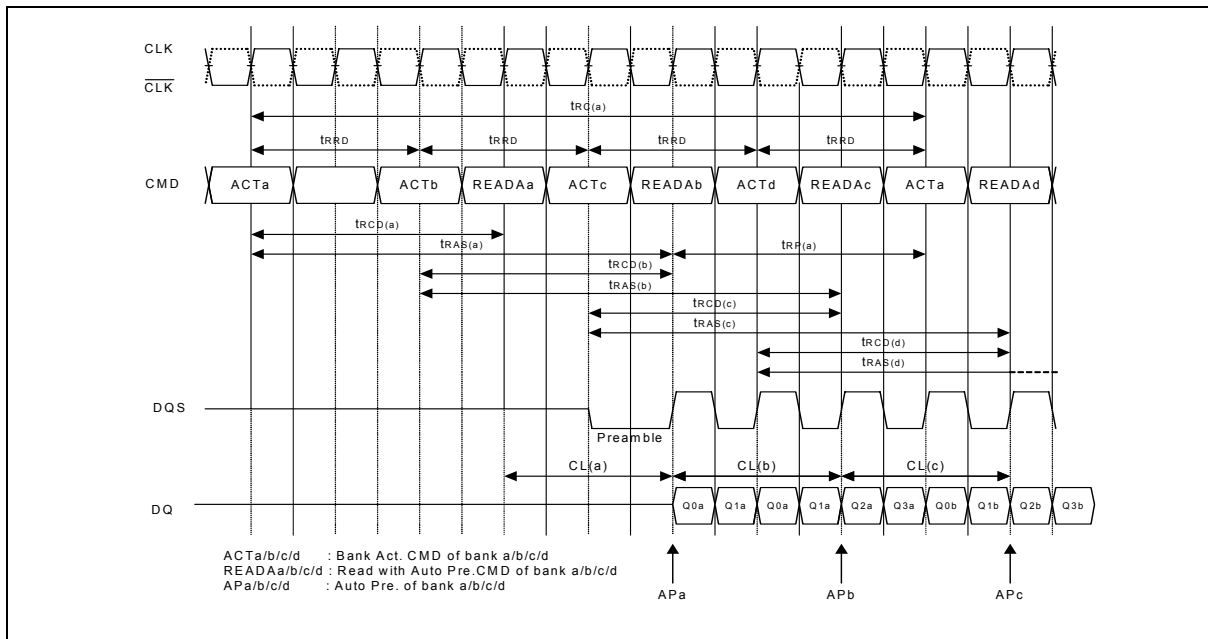 CLK
CLK
tRC(a)
tRRD tRRD tRRD tRRD
CMD ACTa ACTb READAa ACTc READAb ACTd READAc ACTa READAd
tRCD(a)
tRAS(a) tRP(a)
tRCD(b)
tRAS(b)
tRCD(c)
tRAS(c)
tRCD(d)
tRAS(d)
DQS
Preamble
CL(a) CL(b) CL(c)
DQ Q0a Q1a Q0a Q1a Q2a Q3a Q0b Q1b Q2b Q3b
ACTa/b/c/d : Bank Act. CMD of bank a/b/c/d
READAa/b/c/d : Read with Auto Pre.CMD of bank a/b/c/d
APa/b/c/d : Auto Pre. of bank a/b/c/d
APa APb APc